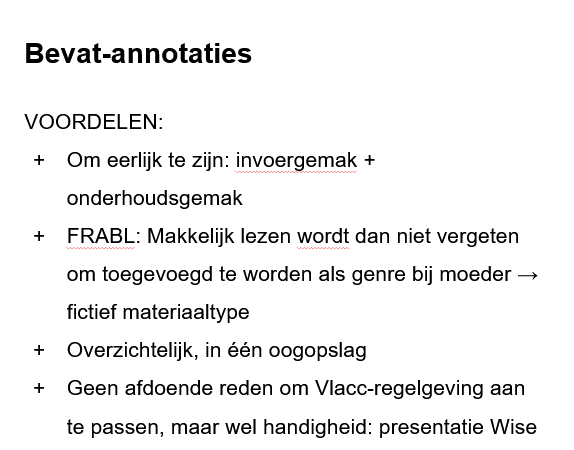 Bevat-annotaties
VOORDELEN:
+ Om eerlijk te zijn: invoergemak +
onderhoudsgemak
+ FRABL: Makkelijk lezen wordt dan niet vergeten
om toegevoegd te worden als genre bij moeder →
fictief materiaaltype
+ Overzichtelijk, in één oogopslag
+ Geen afdoende reden om Vlacc-regelgeving aan
te passen, maar wel handigheid: presentatie Wise